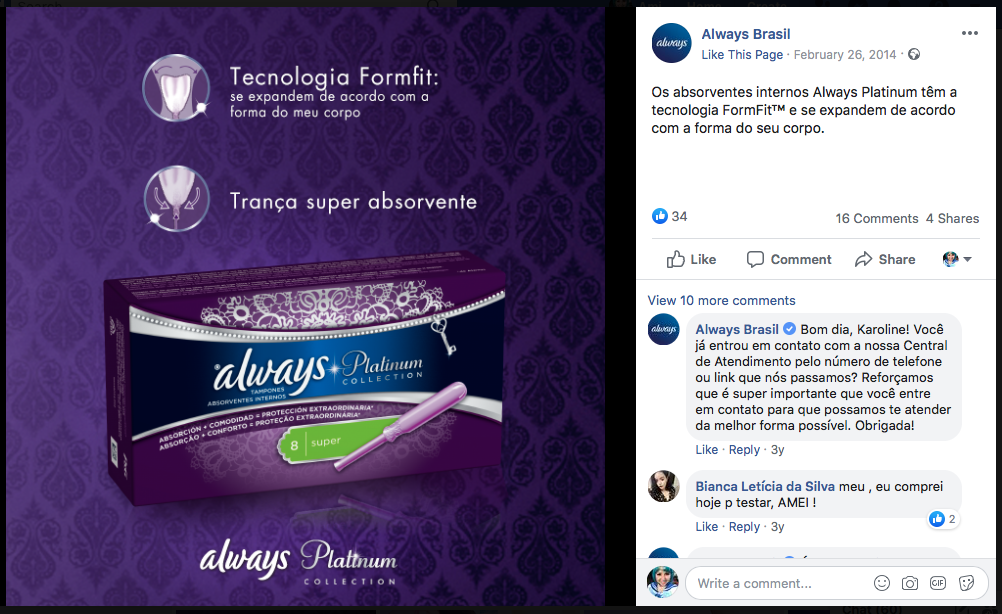 Tecnologia Formfit:
se expandem de acordo com a
forma do meu corpo
Trança super absorvente
always Platinum
COLLECTION
TAMPONES
ABSORVENTES INTERNOS
ABSORCIÓN + COMODIDAD = PROTECCIÓN EXTRAORDINARIA*
ABSORÇÃO + CONFORTO = PROTEÇÃO EXTRAORDINÁRIA*
8 super
always Platinum
COLLECTION
always
Always Brasil
Like This Page · February 26, 2014 ·
Os absorventes internos Always Platinum têm a
tecnologia FormFit™ e se expandem de acordo
com a forma do seu corpo.
34
16 Comments 4 Shares
Like Comment Share
View 10 more comments
always
Always Brasil Bom dia, Karoline! Você
já entrou em contato com a nossa Central
de Atendimento pelo número de telefone
ou link que nós passamos? Reforçamos
que é super importante que você entre
em contato para que possamos te atender
da melhor forma possível. Obrigada!
Like · Reply · 3y
Bianca Letícia da Silva meu , eu comprei
hoje p testar, AMEI !
2
Like · Reply · 3y
Write a comment...
GIF